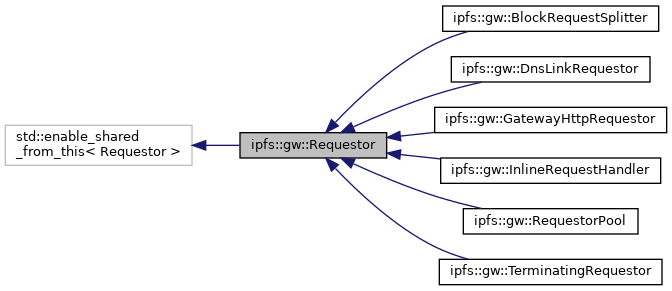 std::enable_shared
_from_this< Requestor >
ipfs::gw::Requestor
ipfs::gw::BlockRequestSplitter
ipfs::gw::DnsLinkRequestor
ipfs::gw::GatewayHttpRequestor
ipfs::gw::InlineRequestHandler
ipfs::gw::RequestorPool
ipfs::gw::TerminatingRequestor